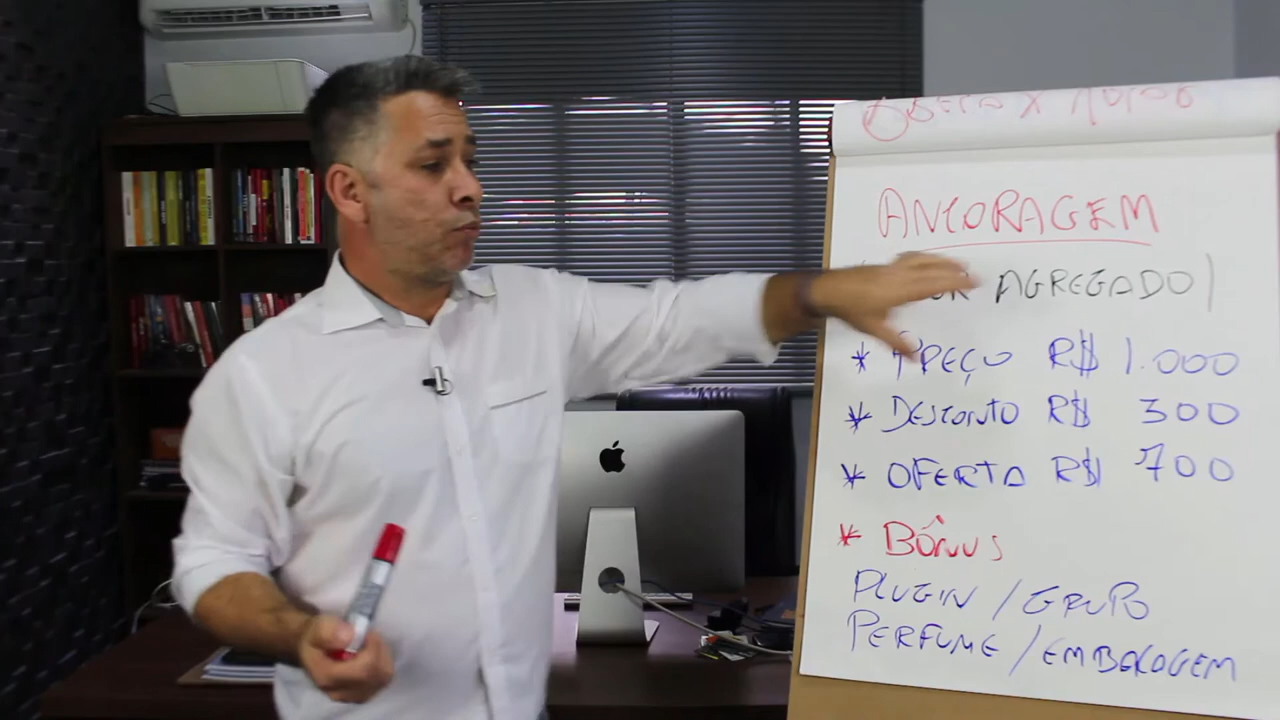 ANCORAGEM
AGREGADO
* PREÇO R$ 1.000
* DESCONTO R$ 300
* OFERTA R$ 700
* BÔNUS
PLUGIN / GRUPO
PERFUME / EMBALAGEM